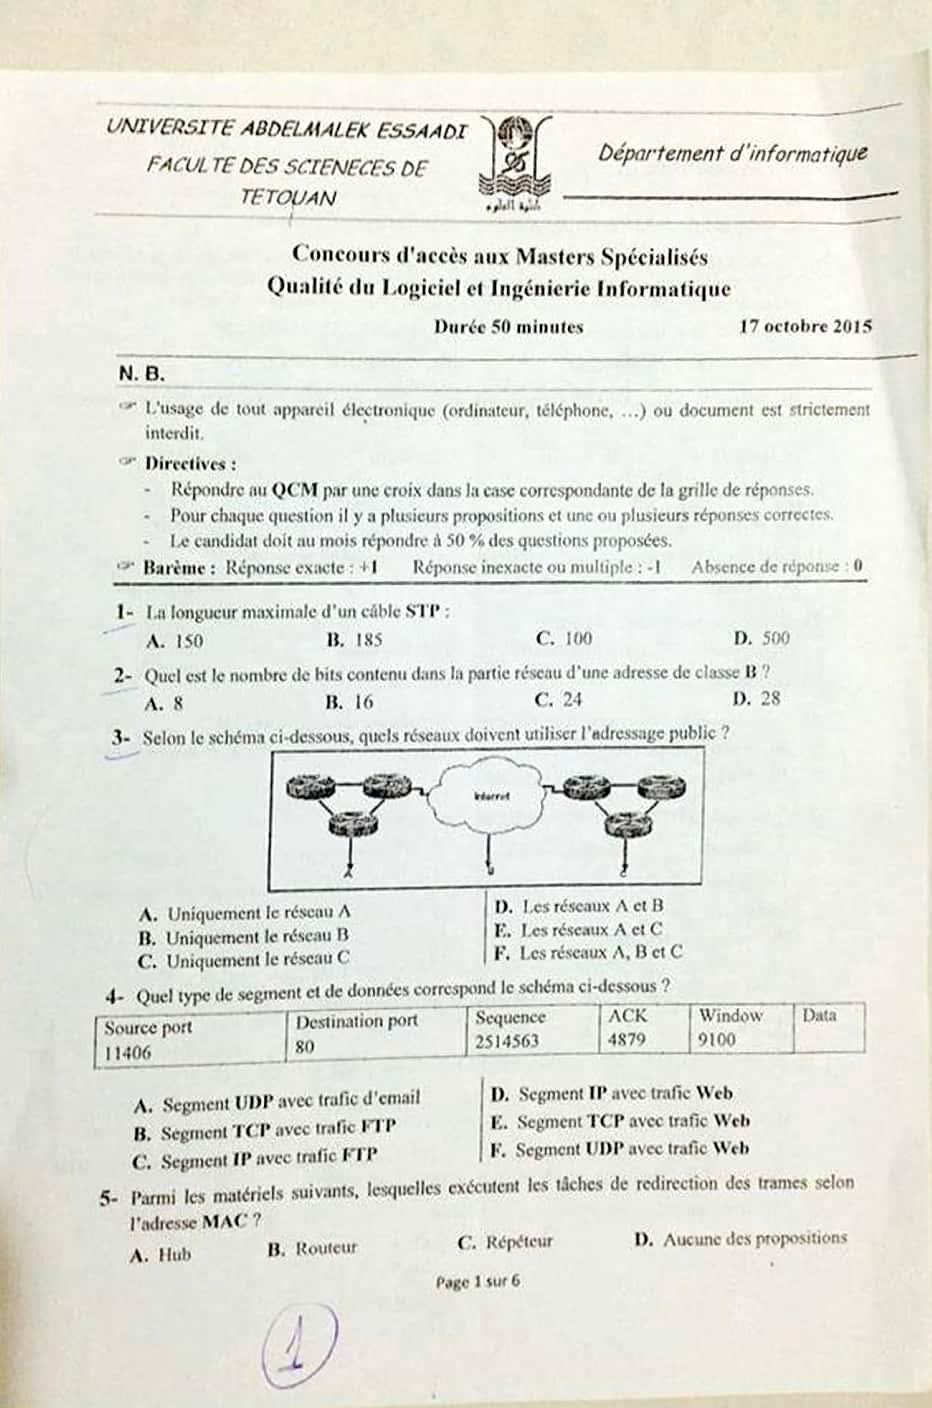 UNIVERSITE ABDELMALEK ESSAADI
FACULTE DES SCIENECES DE
TETOUAN
كلية العلوم
Département d'informatique
Concours d'accès aux Masters Spécialisés
Qualité du Logiciel et Ingénierie Informatique
Durée 50 minutes 17 octobre 2015
N. B.
☞ L'usage de tout appareil électronique (ordinateur, téléphone, …) ou document est strictement
interdit.
☞ Directives :
- Répondre au QCM par une croix dans la case correspondante de la grille de réponses.
- Pour chaque question il y a plusieurs propositions et une ou plusieurs réponses correctes.
- Le candidat doit au mois répondre à 50 % des questions proposées.
☞ Barème : Réponse exacte : +1 Réponse inexacte ou multiple : -1 Absence de réponse : 0
1- La longueur maximale d'un câble STP :
A. 150 B. 185 C. 100 D. 500
2- Quel est le nombre de bits contenu dans la partie réseau d'une adresse de classe B ?
A. 8 B. 16 C. 24 D. 28
3- Selon le schéma ci-dessous, quels réseaux doivent utiliser l'adressage public ?
Internet
A B C
A. Uniquement le réseau A
B. Uniquement le réseau B
C. Uniquement le réseau C
D. Les réseaux A et B
E. Les réseaux A et C
F. Les réseaux A, B et C
4- Quel type de segment et de données correspond le schéma ci-dessous ?
Source port Destination port Sequence ACK Window Data
11406 80 2514563 4879 9100
A. Segment UDP avec trafic d'email
B. Segment TCP avec trafic FTP
C. Segment IP avec trafic FTP
D. Segment IP avec trafic Web
E. Segment TCP avec trafic Web
F. Segment UDP avec trafic Web
5- Parmi les matériels suivants, lesquelles exécutent les tâches de redirection des trames selon
l'adresse MAC ?
A. Hub B. Routeur C. Répéteur D. Aucune des propositions
Page 1 sur 6
1